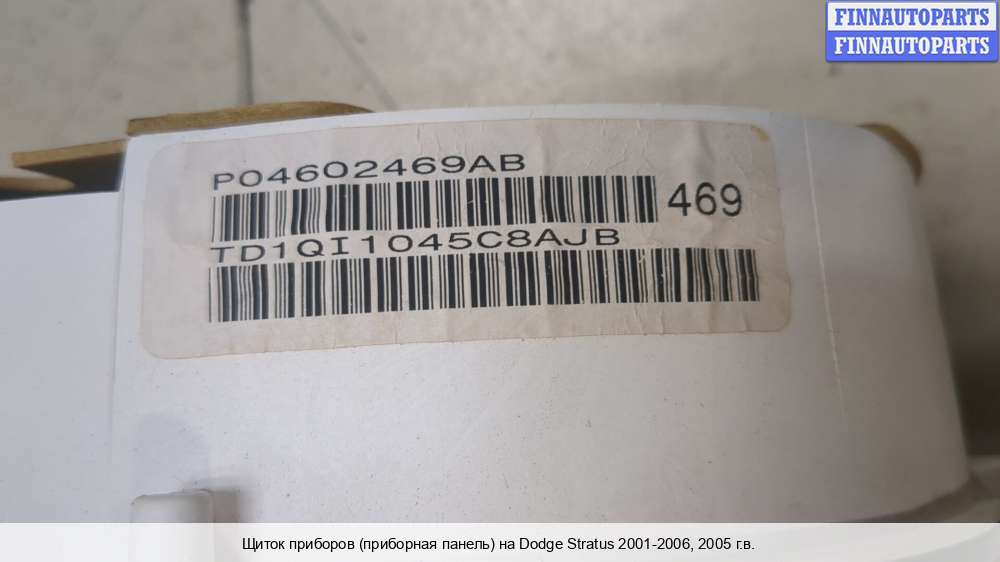 FINNAUTOPARTS
FINNAUTOPARTS
P04602469AB
469
TD1QI1045C8AJB
Щиток приборов (приборная панель) на Dodge Stratus 2001-2006, 2005 г.в.